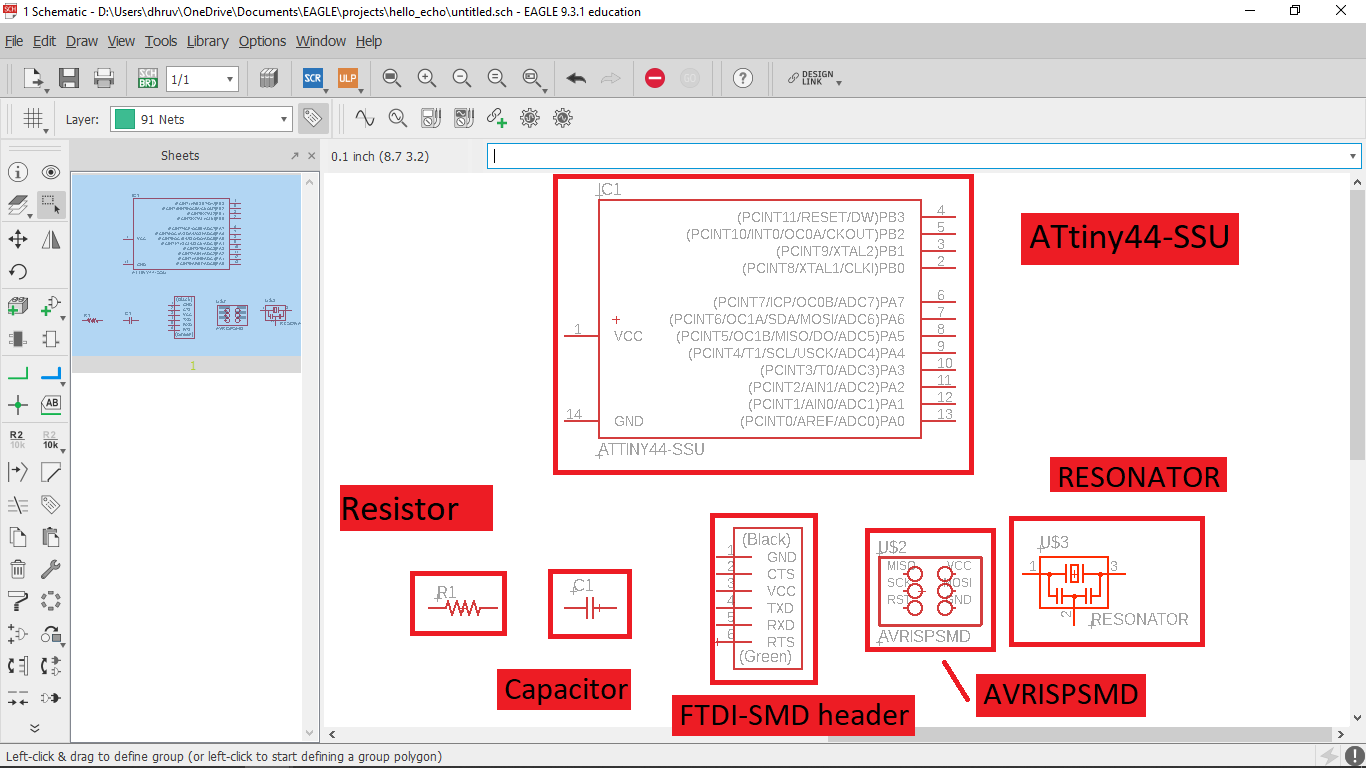 1 Schematic - D:\Users\dhruv\OneDrive\Documents\EAGLE\projects\hello_echo\untitled.sch - EAGLE 9.3.1 education
File Edit Draw View Tools Library Options Window Help
SCH BRD 1/1 SCR ULP GO DESIGN LINK
Layer: 91 Nets
Sheets
0.1 inch (8.7 3.2)
1
IC1
(PCINT11/RESET/DW)PB3 4
(PCINT10/INT0/OC0A/CKOUT)PB2 5
(PCINT9/XTAL2)PB1 3
(PCINT8/XTAL1/CLKI)PB0 2
(PCINT7/ICP/OC0B/ADC7)PA7 6
(PCINT6/OC1A/SDA/MOSI/ADC6)PA6 7
1 VCC (PCINT5/OC1B/MISO/DO/ADC5)PA5 8
(PCINT4/T1/SCL/USCK/ADC4)PA4 9
(PCINT3/T0/ADC3)PA3 10
(PCINT2/AIN1/ADC2)PA2 11
(PCINT1/AIN0/ADC1)PA1 12
14 GND (PCINT0/AREF/ADC0)PA0 13
ATTINY44-SSU
ATtiny44-SSU
Resistor
R1
C1
Capacitor
(Black)
1 GND
2 CTS
3 VCC
4 TXD
5 RXD
6 RTS
(Green)
FTDI-SMD header
U$2
MISO VCC
SCK MOSI
RST GND
AVRISPSMD
AVRISPSMD
RESONATOR
U$3
1 3
2
RESONATOR
AB
R2 R2
10k 10k
Left-click & drag to define group (or left-click to start defining a group polygon)